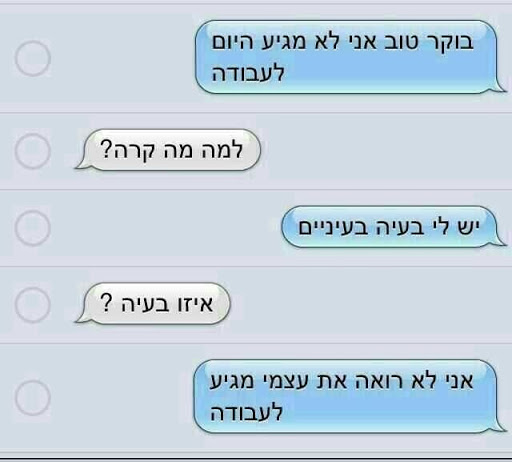 בוקר טוב אני לא מגיע היום
לעבודה
למה מה קרה?
יש לי בעיה בעיניים
איזו בעיה ?
אני לא רואה את עצמי מגיע
לעבודה